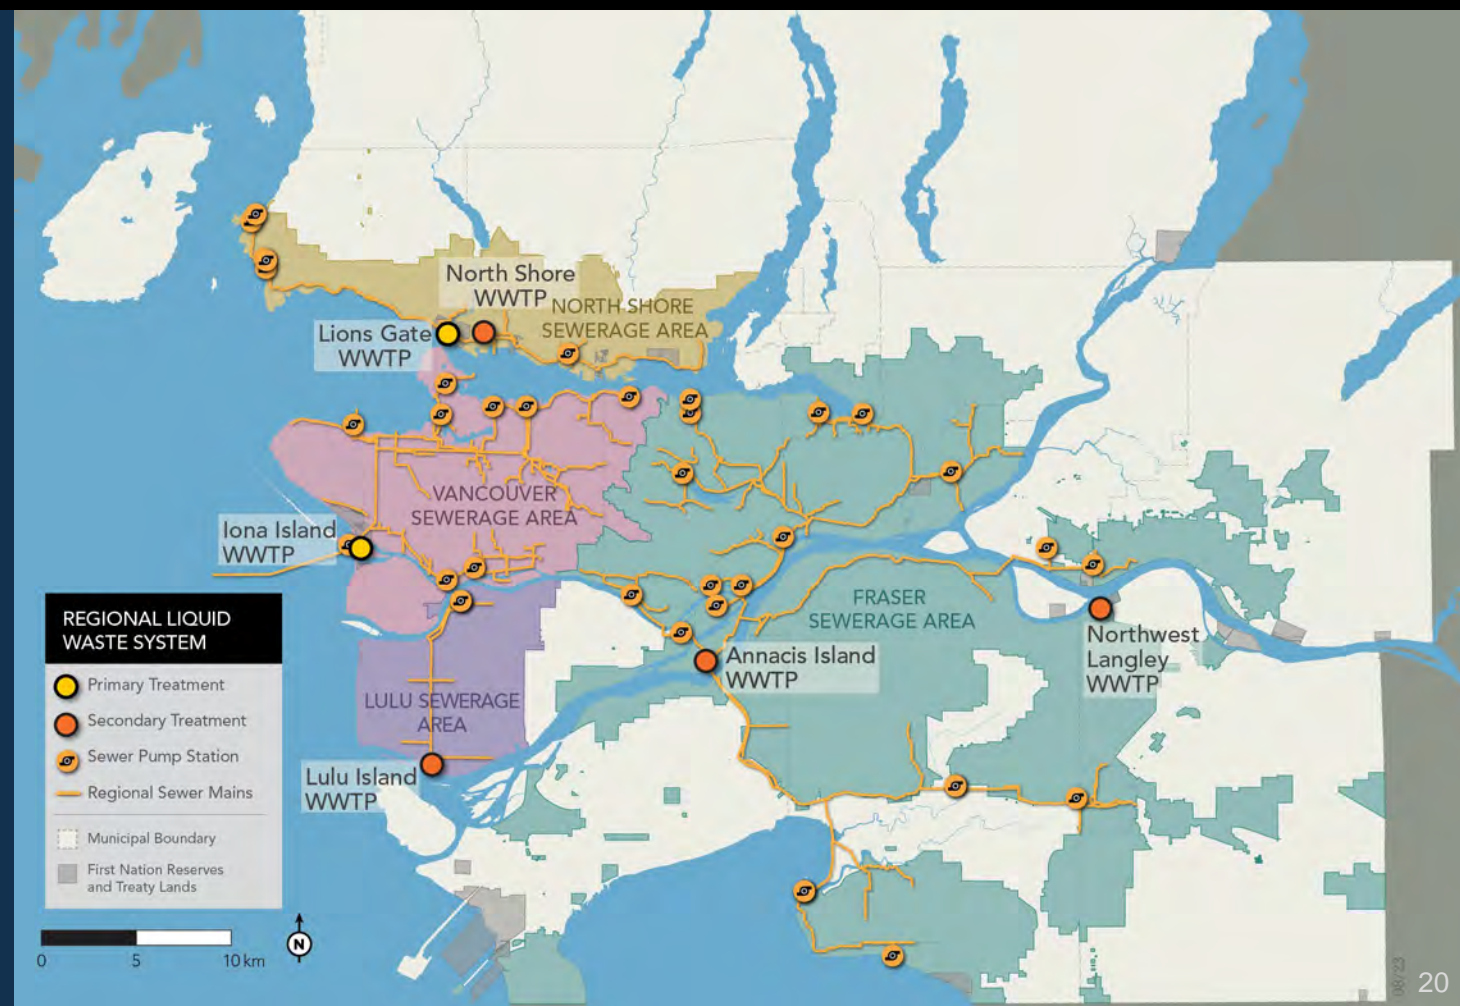 North Shore
WWTP
NORTH SHORE
SEWERAGE AREA
Lions Gate
WWTP
VANCOUVER
SEWERAGE AREA
Iona Island
WWTP
FRASER
SEWERAGE AREA
Northwest
Langley
WWTP
Annacis Island
WWTP
LULU SEWERAGE
AREA
Lulu Island
WWTP
REGIONAL LIQUID
WASTE SYSTEM
Primary Treatment
Secondary Treatment
Sewer Pump Station
Regional Sewer Mains
Municipal Boundary
First Nation Reserves
and Treaty Lands
0 5 10 km
N
08/23
20